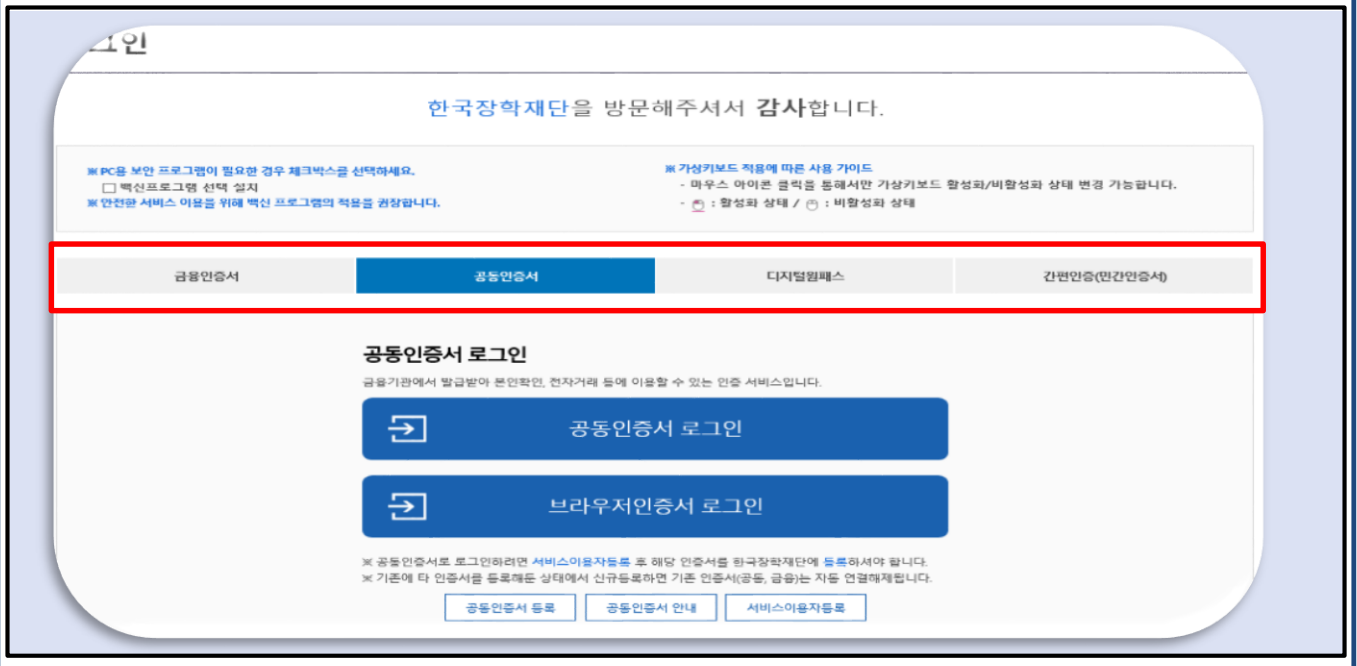 그인
한국장학재단을 방문해주셔서 감사합니다.
※ PC용 보안 프로그램이 필요한 경우 체크박스를 선택하세요.
백신프로그램 선택 설치
※ 안전한 서비스 이용을 위해 백신 프로그램의 적용을 권장합니다.
※ 가상키보드 적용에 따른 사용 가이드
- 마우스 아이콘 클릭을 통해서만 가상키보드 활성화/비활성화 상태 변경 가능합니다.
- : 활성화 상태 / : 비활성화 상태
금융인증서
공동인증서
디지털원패스
간편인증(민간인증서)
공동인증서 로그인
금융기관에서 발급받아 본인확인, 전자거래 등에 이용할 수 있는 인증 서비스입니다.
공동인증서 로그인
브라우저인증서 로그인
※ 공동인증서로 로그인하려면 서비스이용자등록 후 해당 인증서를 한국장학재단에 등록하셔야 합니다.
※ 기존에 타 인증서를 등록해둔 상태에서 신규등록하면 기존 인증서(공동, 금융)는 자동 연결해제됩니다.
공동인증서 등록
공동인증서 안내
서비스이용자등록